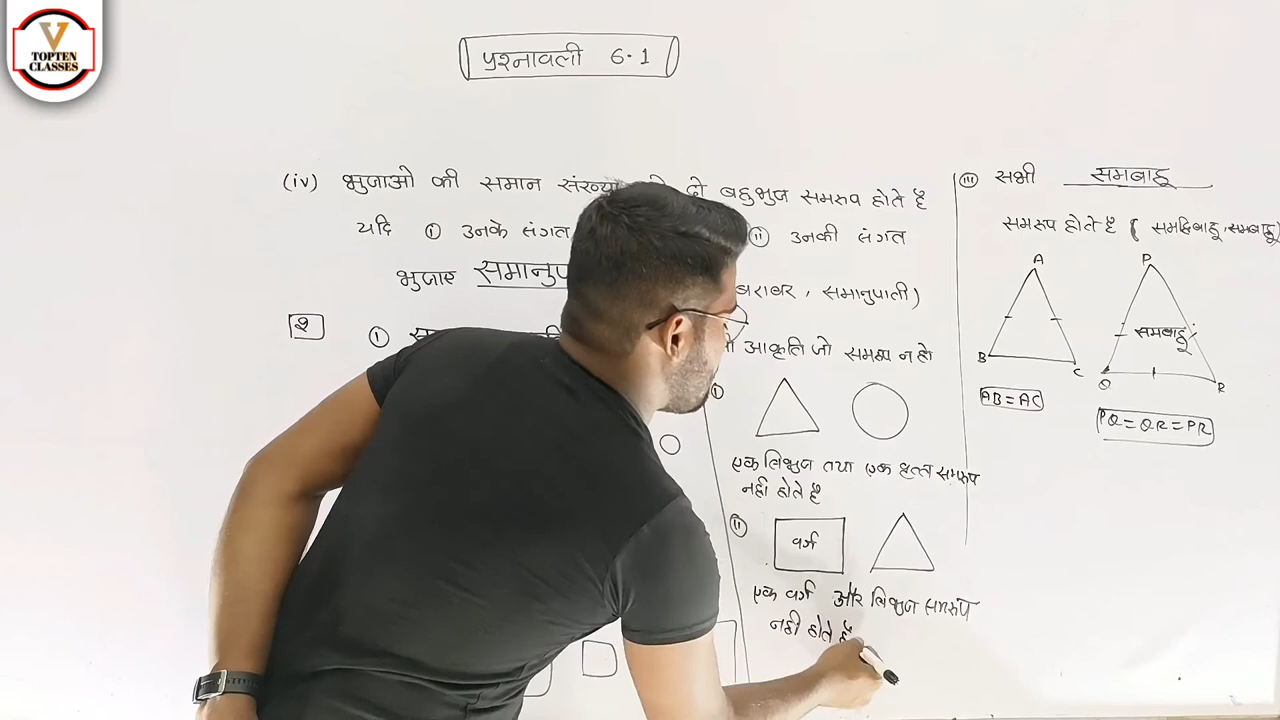 TOPTEN
CLASSES
प्रश्नावली 6.1
(iv) भुजाओ की समान संख्या दो बहुभुज समरुप होते है
यदि (i) उनके संगत (ii) उनकी संगत
भुजाए बराबर, समानुपाती)
2 (i) आकृति जो समरूप न हो
(i)
एक त्रिभुज तथा एक वृत्त समरूप
नही होते है
(ii) वर्ग
एक वर्ग और त्रिभुज समरूप
नही होते है
(iii) सभी समबाहू
समरूप होते है ( समद्विबाहू, समबाहू)
A
B
C
AB = AC
P
समबाहू
Q
R
PQ = QR = PR